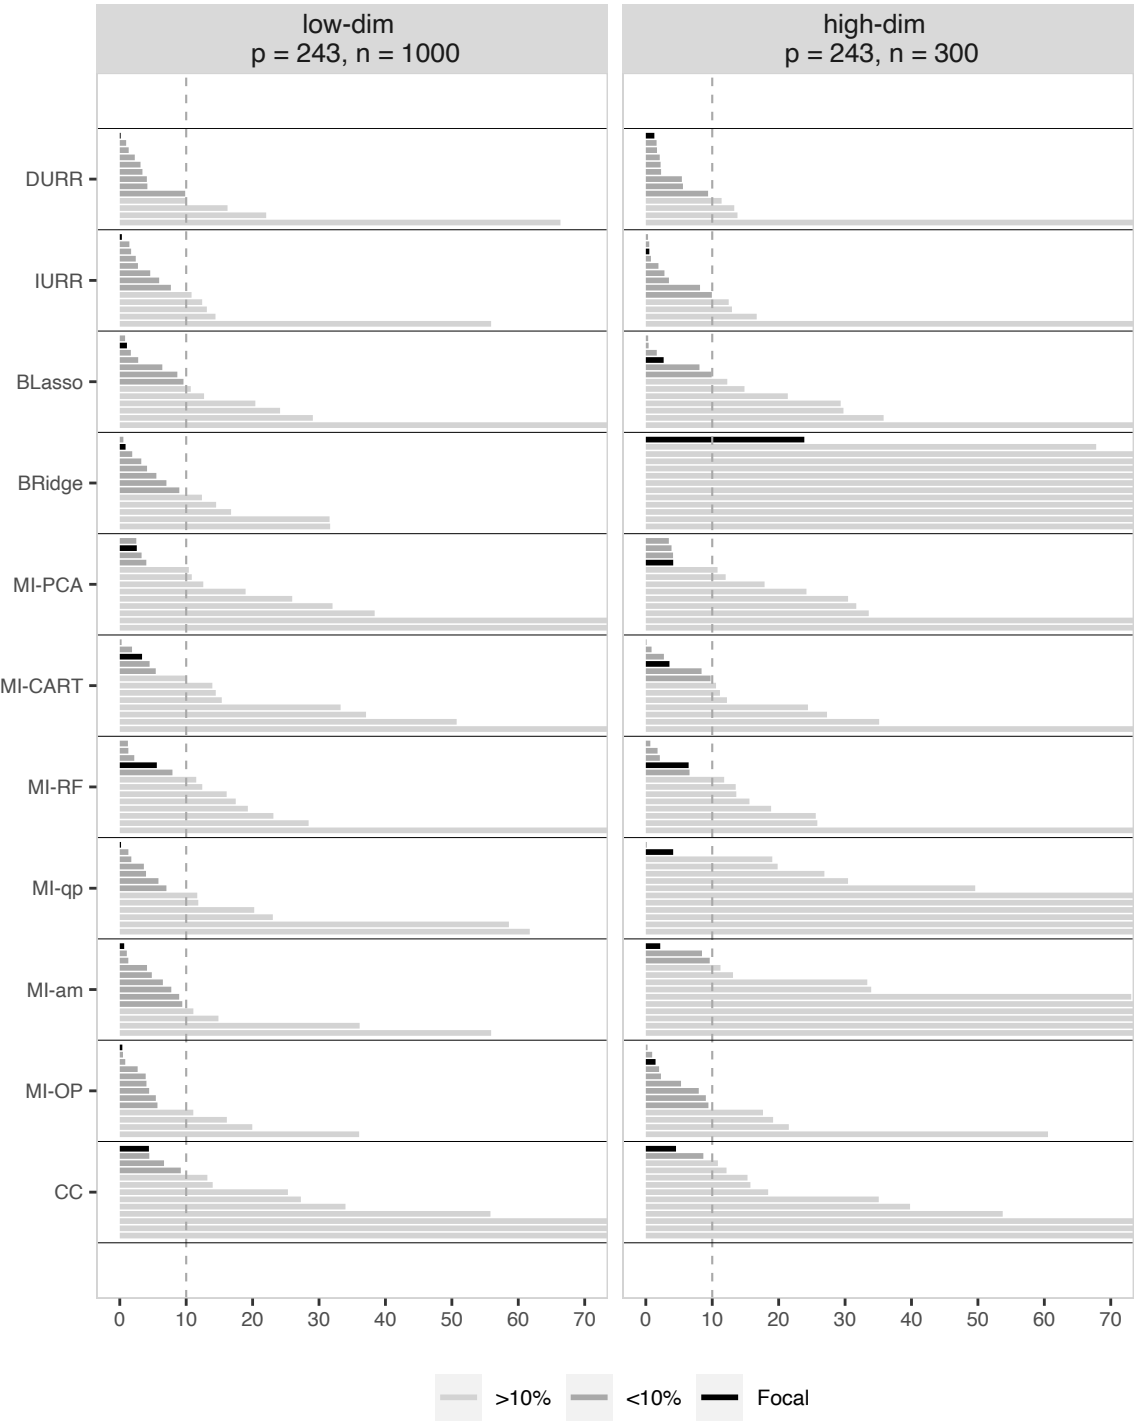 low-dim
p = 243, n = 1000
high-dim
p = 243, n = 300
DURR
IURR
BLasso
BRidge
MI-PCA
MI-CART
MI-RF
MI-qp
MI-am
MI-OP
CC
0 10 20 30 40 50 60 70
0 10 20 30 40 50 60 70
>10% <10% Focal